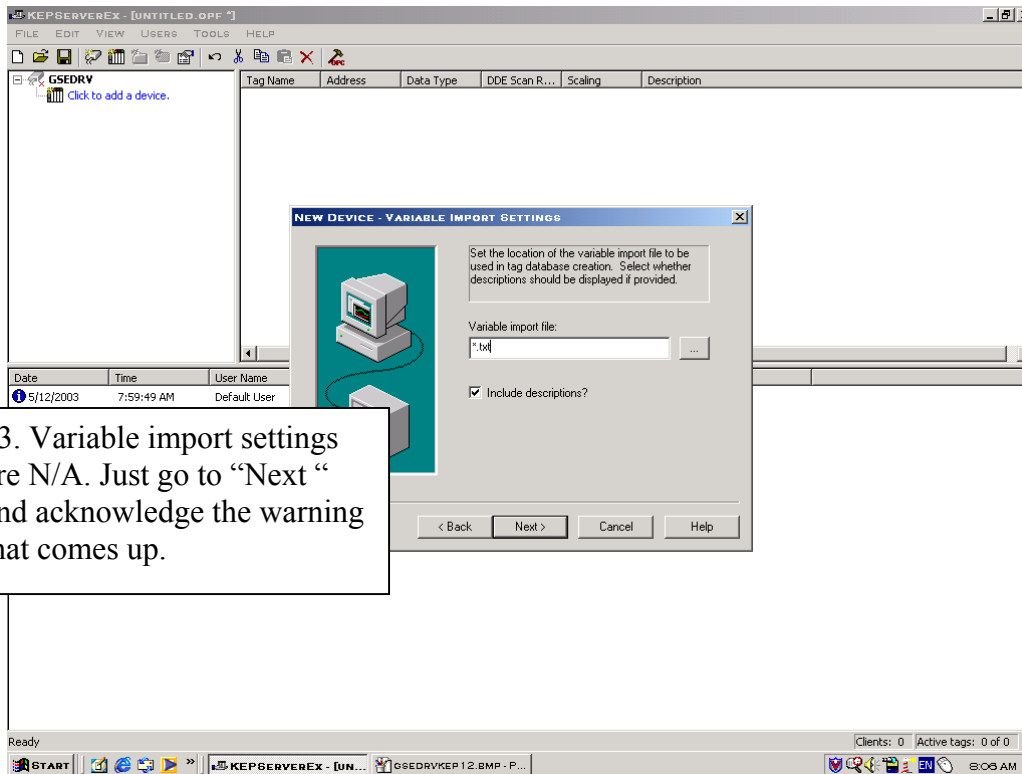 KEPServerEx - [Untitled.opf *]
File Edit View Users Tools Help
GSEDRV
Click to add a device.
Tag Name Address Data Type DDE Scan R... Scaling Description
New Device - Variable Import Settings
Set the location of the variable import file to be
used in tag database creation. Select whether
descriptions should be displayed if provided.
Variable import file:
*.txt
...
Include descriptions?
< Back Next > Cancel Help
Date Time User Name
5/12/2003 7:59:49 AM Default User
3. Variable import settings
re N/A. Just go to “Next “
nd acknowledge the warning
hat comes up.
Ready
Clients: 0 Active tags: 0 of 0
Start » KEPServerEx - [Un... gsedrvkep12.bmp - P... EN 8:06 AM